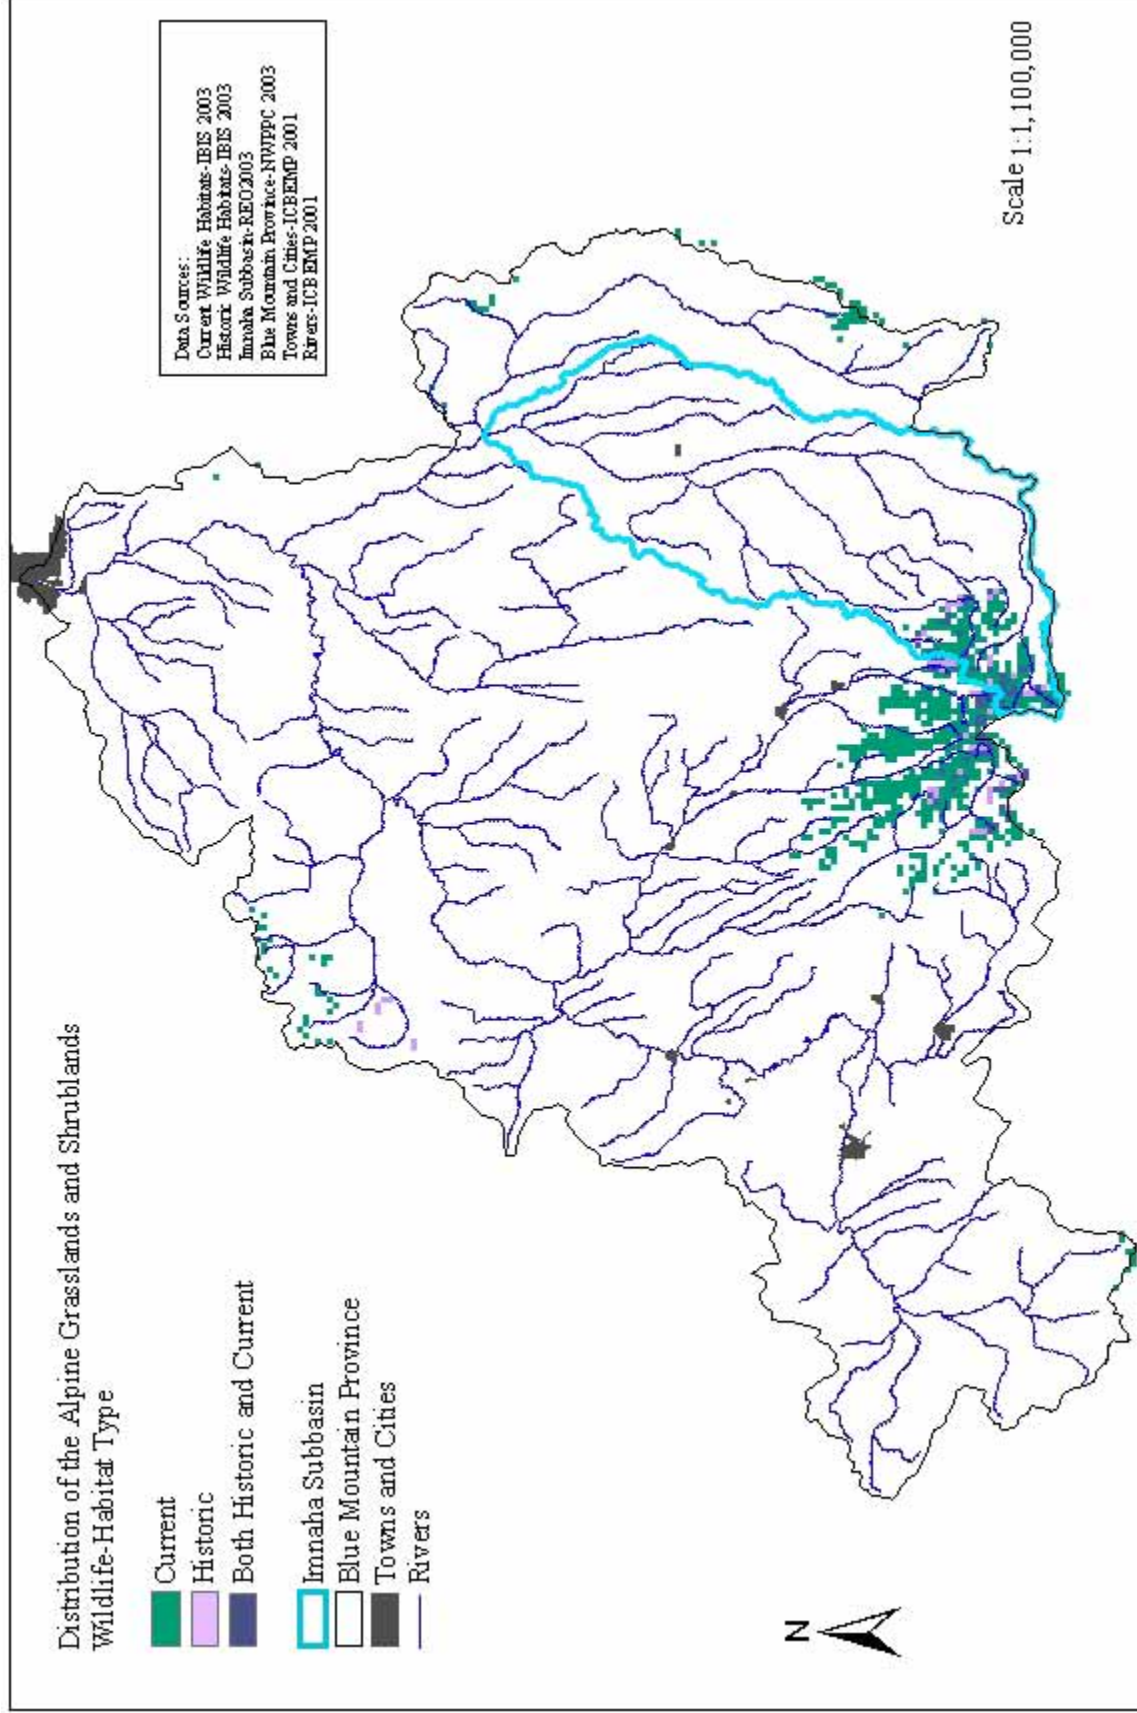 Distribution of the Alpine Grasslands and Shrublands
Wildlife-Habitat Type
Current
Historic
Both Historic and Current
Imnaha Subbasin
Blue Mountain Province
Towns and Cities
Rivers
N
Data Sources:
Current Wildlife Habitats-IBIS 2003
Historic Wildlife Habitats-IBIS 2003
Imnaha Subbasin-REO2003
Blue Mountain Province-NWPPC 2003
Towns and Cities-ICBEMP 2001
Rivers-ICBEMP 2001
Scale 1:1,100,000